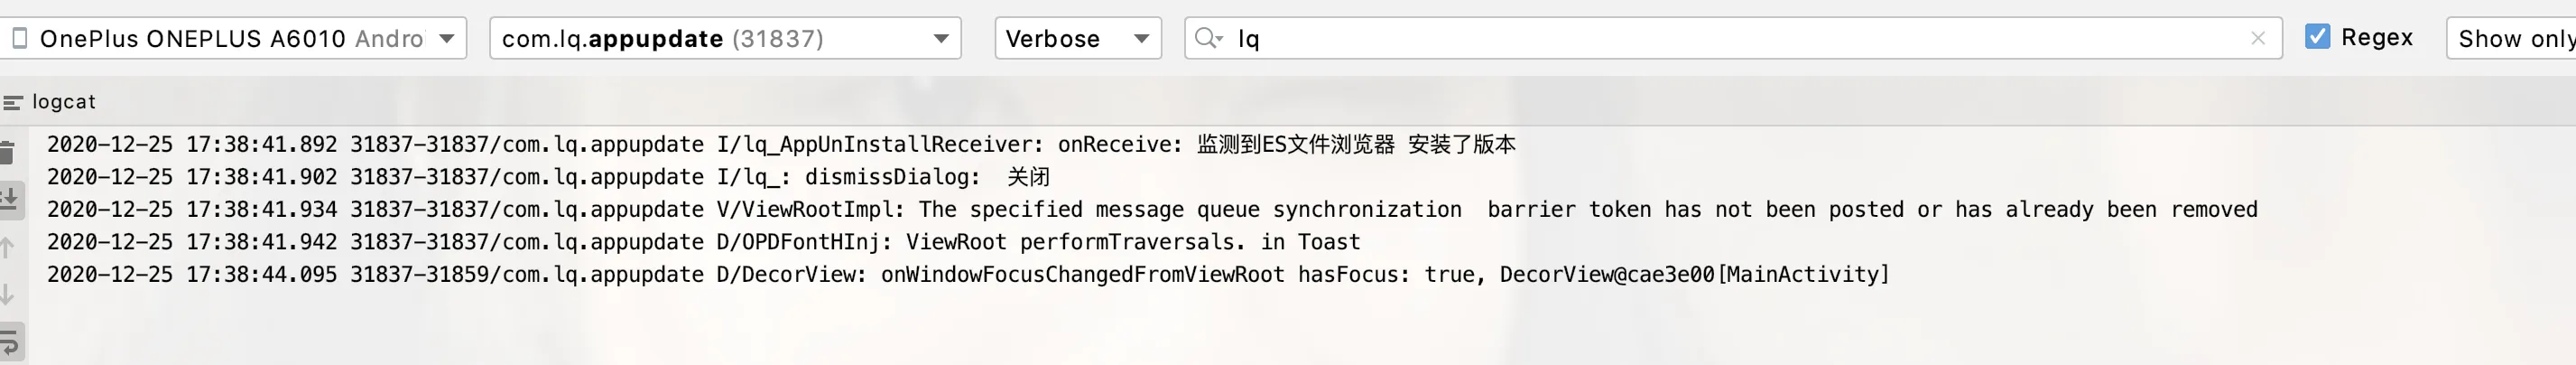 OnePlus ONEPLUS A6010 Andro
com.lq.appupdate (31837)
Verbose
lq
Regex
Show only
logcat
2020-12-25 17:38:41.892 31837-31837/com.lq.appupdate I/lq_AppUnInstallReceiver: onReceive: 监测到ES文件浏览器 安装了版本
2020-12-25 17:38:41.902 31837-31837/com.lq.appupdate I/lq_: dismissDialog:  关闭
2020-12-25 17:38:41.934 31837-31837/com.lq.appupdate V/ViewRootImpl: The specified message queue synchronization  barrier token has not been posted or has already been removed
2020-12-25 17:38:41.942 31837-31837/com.lq.appupdate D/OPDFontHInj: ViewRoot performTraversals. in Toast
2020-12-25 17:38:44.095 31837-31859/com.lq.appupdate D/DecorView: onWindowFocusChangedFromViewRoot hasFocus: true, DecorView@cae3e00[MainActivity]